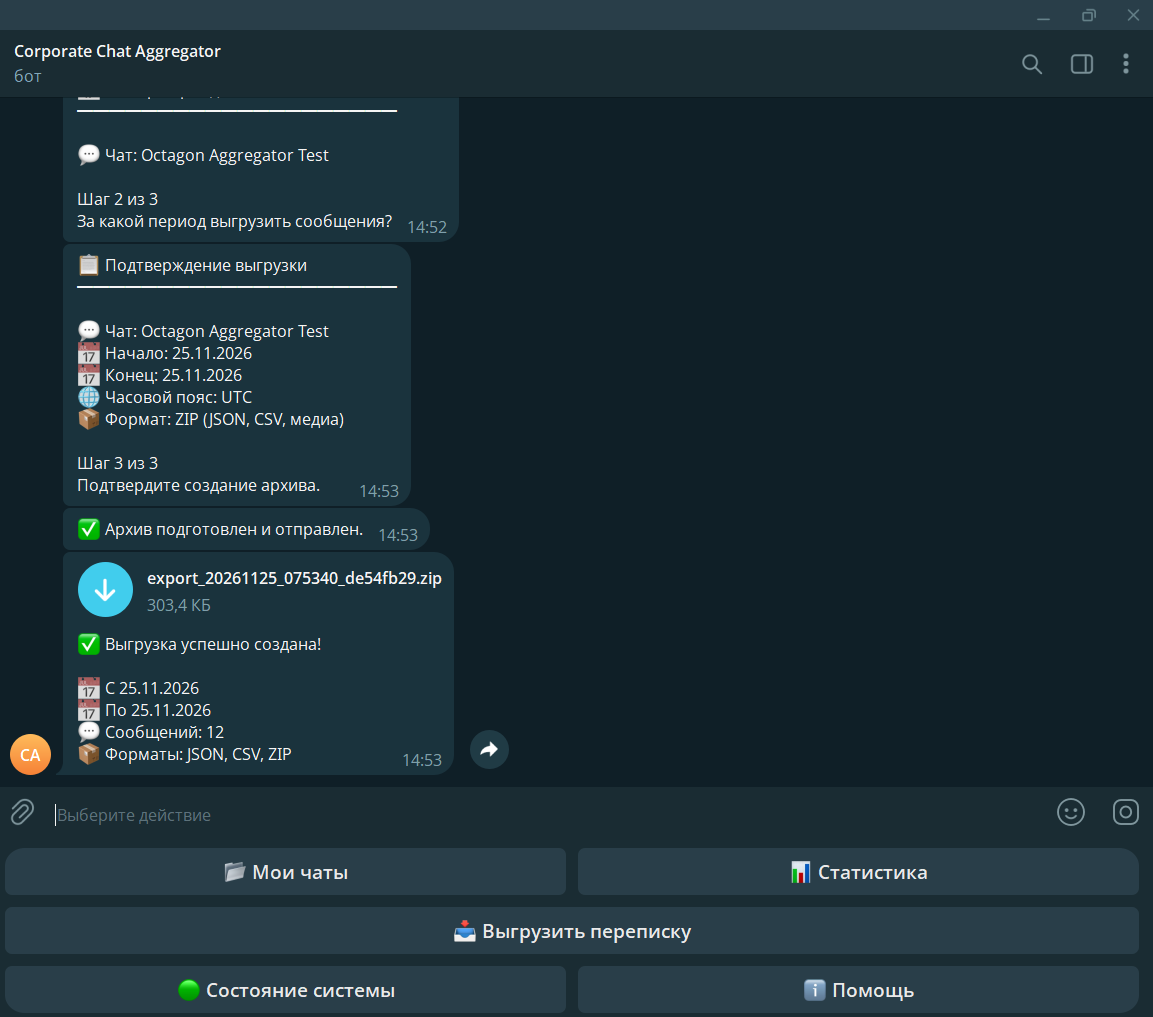 Corporate Chat Aggregator
бот
Чат: Octagon Aggregator Test
Шаг 2 из 3
За какой период выгрузить сообщения? 14:52
Подтверждение выгрузки
Чат: Octagon Aggregator Test
17 Начало: 25.11.2026
17 Конец: 25.11.2026
Часовой пояс: UTC
Формат: ZIP (JSON, CSV, медиа)
Шаг 3 из 3
Подтвердите создание архива. 14:53
Архив подготовлен и отправлен. 14:53
export_20261125_075340_de54fb29.zip
303,4 КБ
Выгрузка успешно создана!
17 С 25.11.2026
17 По 25.11.2026
Сообщений: 12
Форматы: JSON, CSV, ZIP 14:53
CA
Выберите действие
Мои чаты
Статистика
Выгрузить переписку
Состояние системы
Помощь